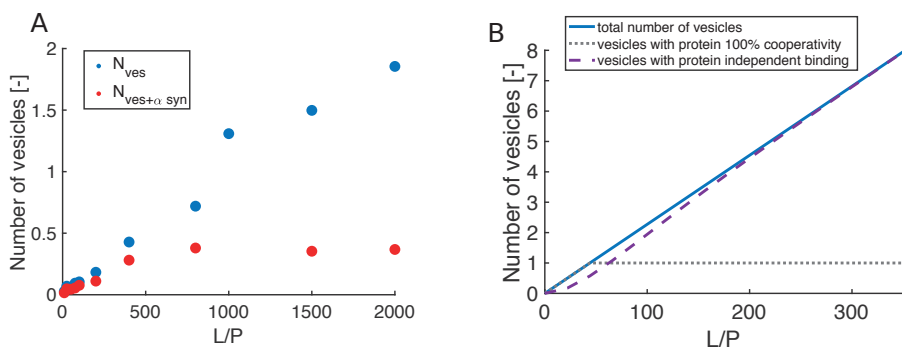 A
Number of vesicles [-]
2
1.5
1
0.5
0
N_ves
N_ves+α syn
0 500 1000 1500 2000
L/P
B
Number of vesicles [-]
8
7
6
5
4
3
2
1
0
total number of vesicles
vesicles with protein 100% cooperativity
vesicles with protein independent binding
0 100 200 300
L/P